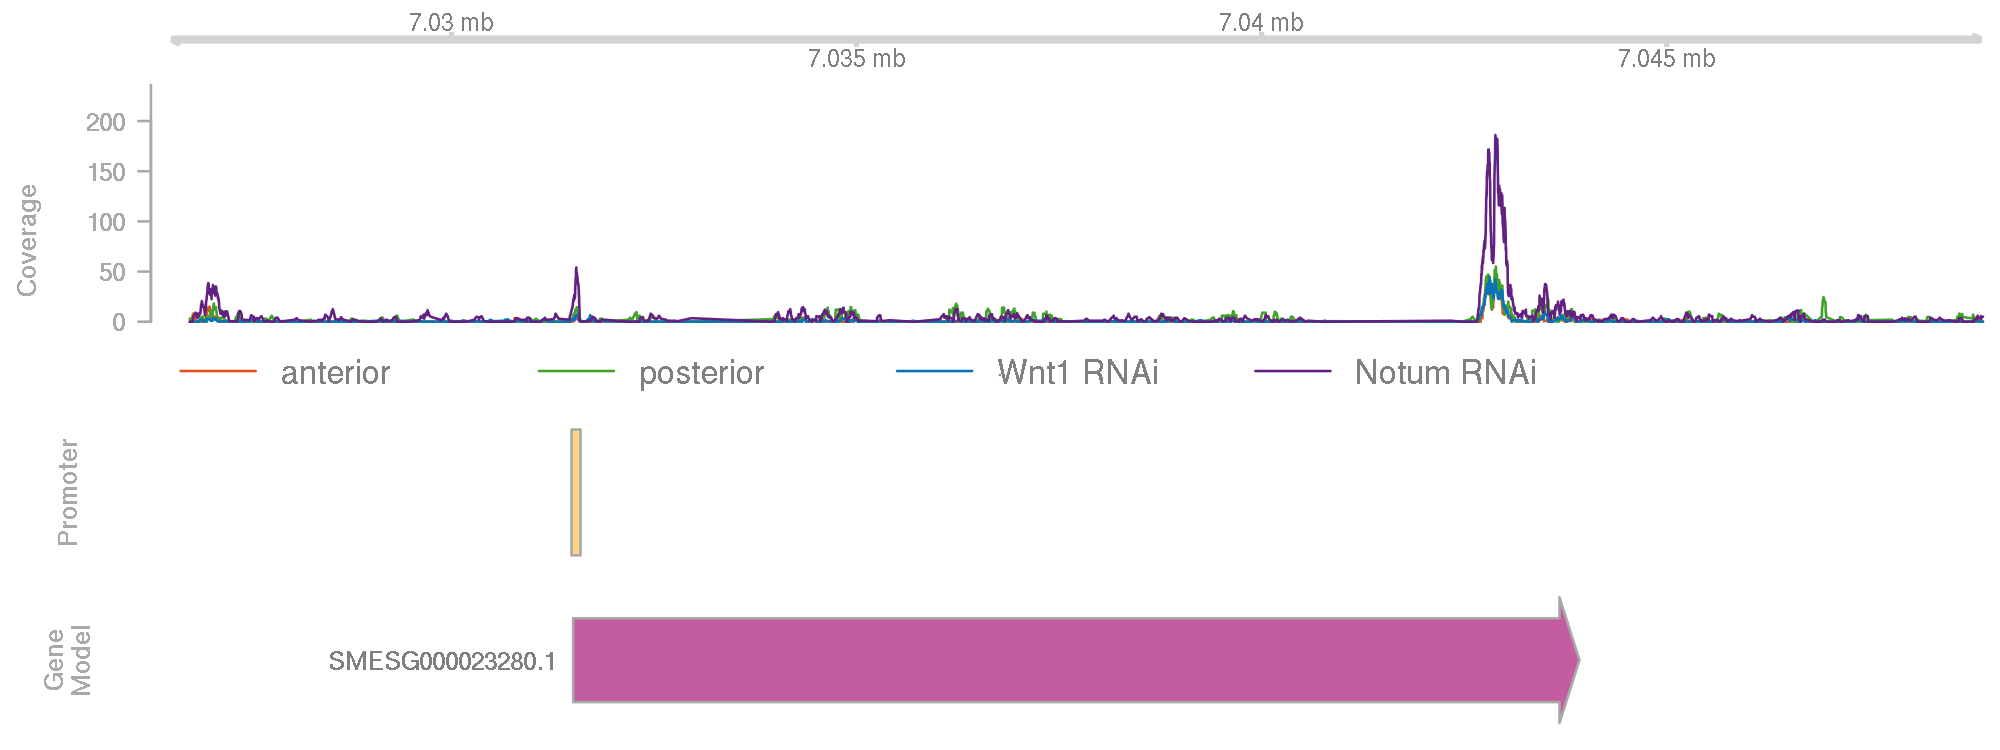 7.03 mb
7.04 mb
7.035 mb
7.045 mb
Coverage
200
150
100
50
0
anterior
posterior
Wnt1 RNAi
Notum RNAi
Promoter
Gene
Model
SMESG000023280.1